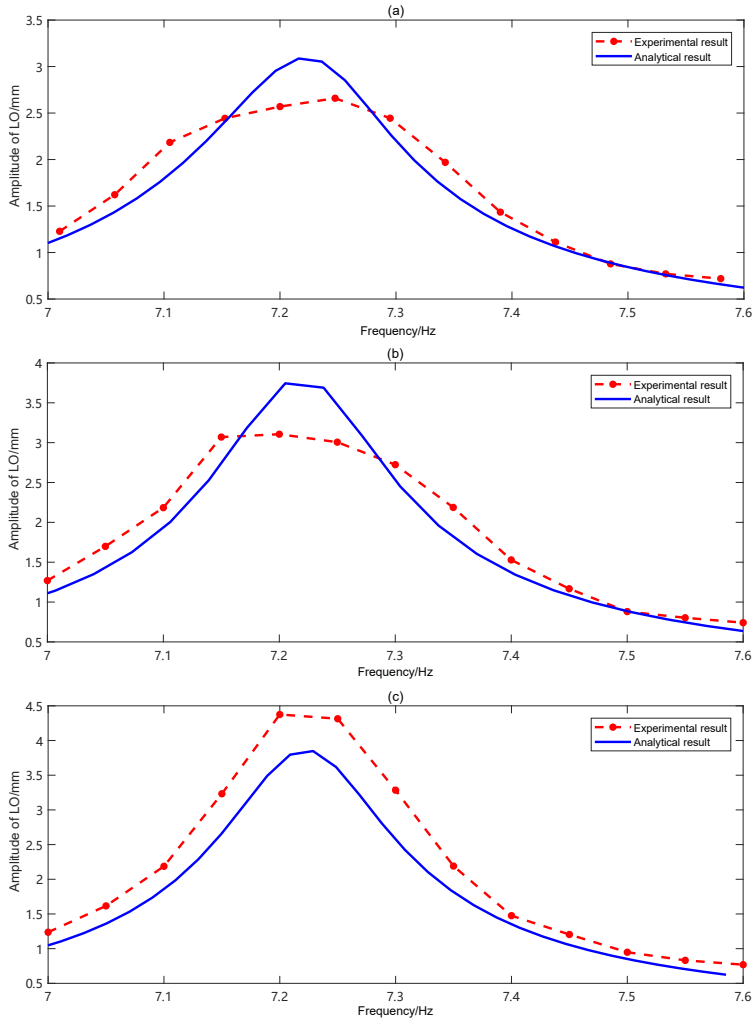 (a)
3.5
3
2.5
2
1.5
1
0.5
Amplitude of LO/mm
Experimental result
Analytical result
7 7.1 7.2 7.3 7.4 7.5 7.6
Frequency/Hz
(b)
4
3.5
3
2.5
2
1.5
1
0.5
Amplitude of LO/mm
Experimental result
Analytical result
7 7.1 7.2 7.3 7.4 7.5 7.6
Frequency/Hz
(c)
4.5
4
3.5
3
2.5
2
1.5
1
0.5
Amplitude of LO/mm
Experimental result
Analytical result
7 7.1 7.2 7.3 7.4 7.5 7.6
Frequency/Hz